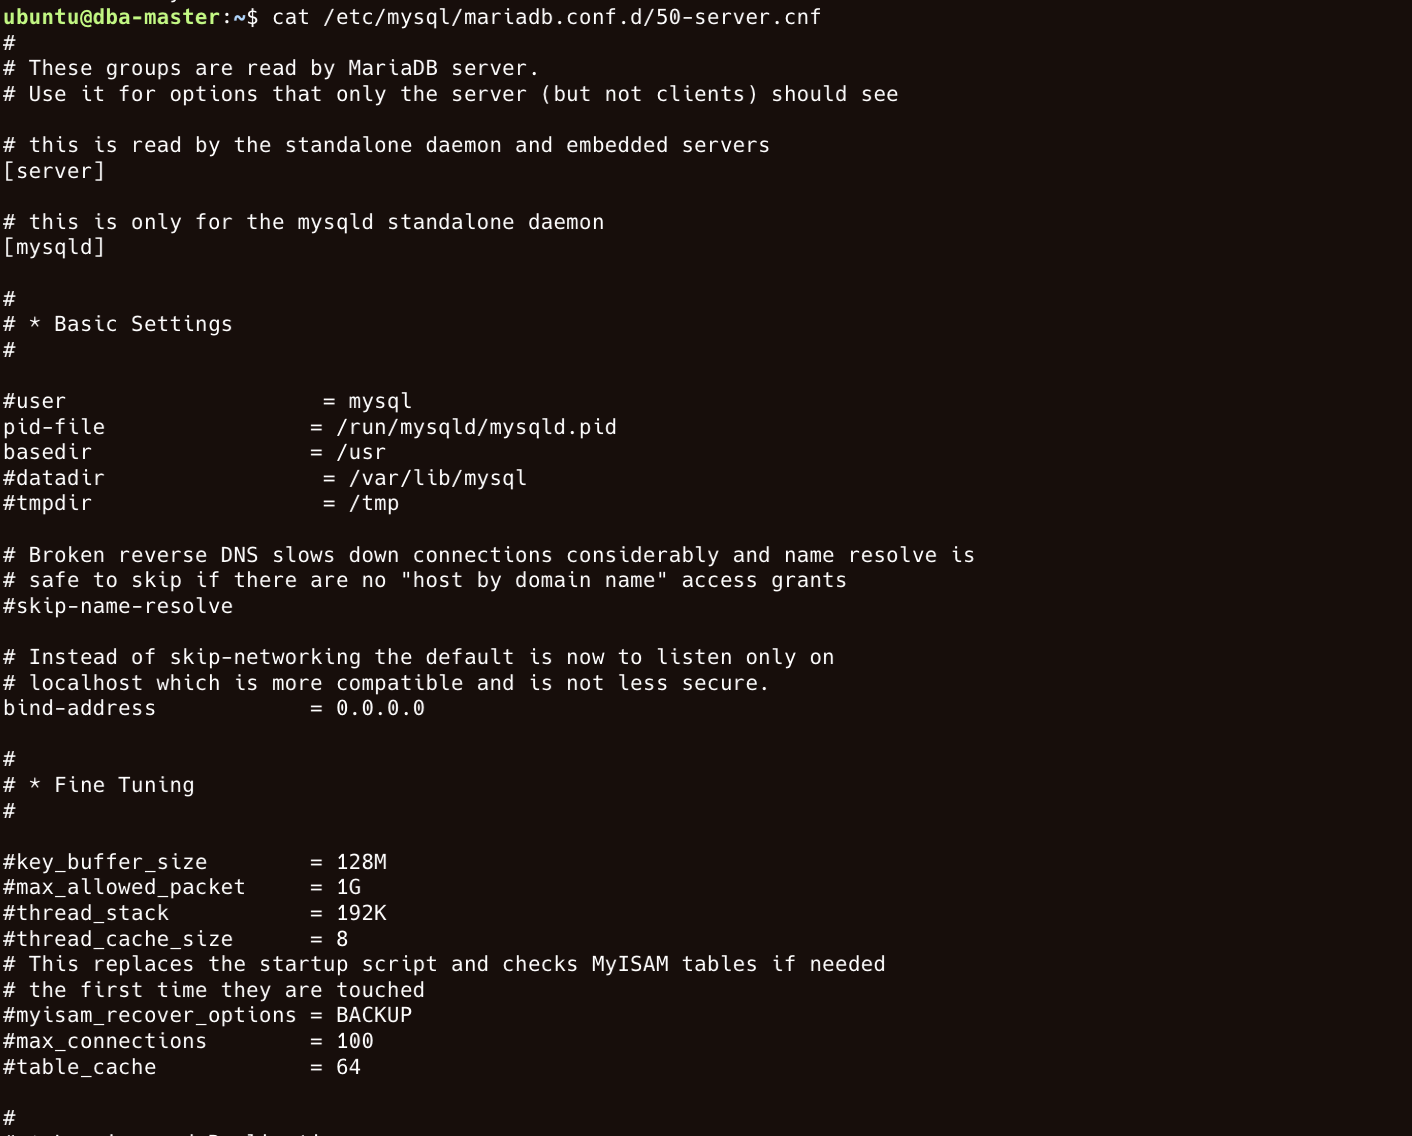 ubuntu@dba-master:~$ cat /etc/mysql/mariadb.conf.d/50-server.cnf
#
# These groups are read by MariaDB server.
# Use it for options that only the server (but not clients) should see
# this is read by the standalone daemon and embedded servers
[server]
# this is only for the mysqld standalone daemon
[mysqld]
#
# * Basic Settings
#
#user                    = mysql
pid-file                = /run/mysqld/mysqld.pid
basedir                 = /usr
#datadir                 = /var/lib/mysql
#tmpdir                  = /tmp
# Broken reverse DNS slows down connections considerably and name resolve is
# safe to skip if there are no "host by domain name" access grants
#skip-name-resolve
# Instead of skip-networking the default is now to listen only on
# localhost which is more compatible and is not less secure.
bind-address            = 0.0.0.0
#
# * Fine Tuning
#
#key_buffer_size        = 128M
#max_allowed_packet     = 1G
#thread_stack           = 192K
#thread_cache_size      = 8
# This replaces the startup script and checks MyISAM tables if needed
# the first time they are touched
#myisam_recover_options = BACKUP
#max_connections        = 100
#table_cache            = 64
#